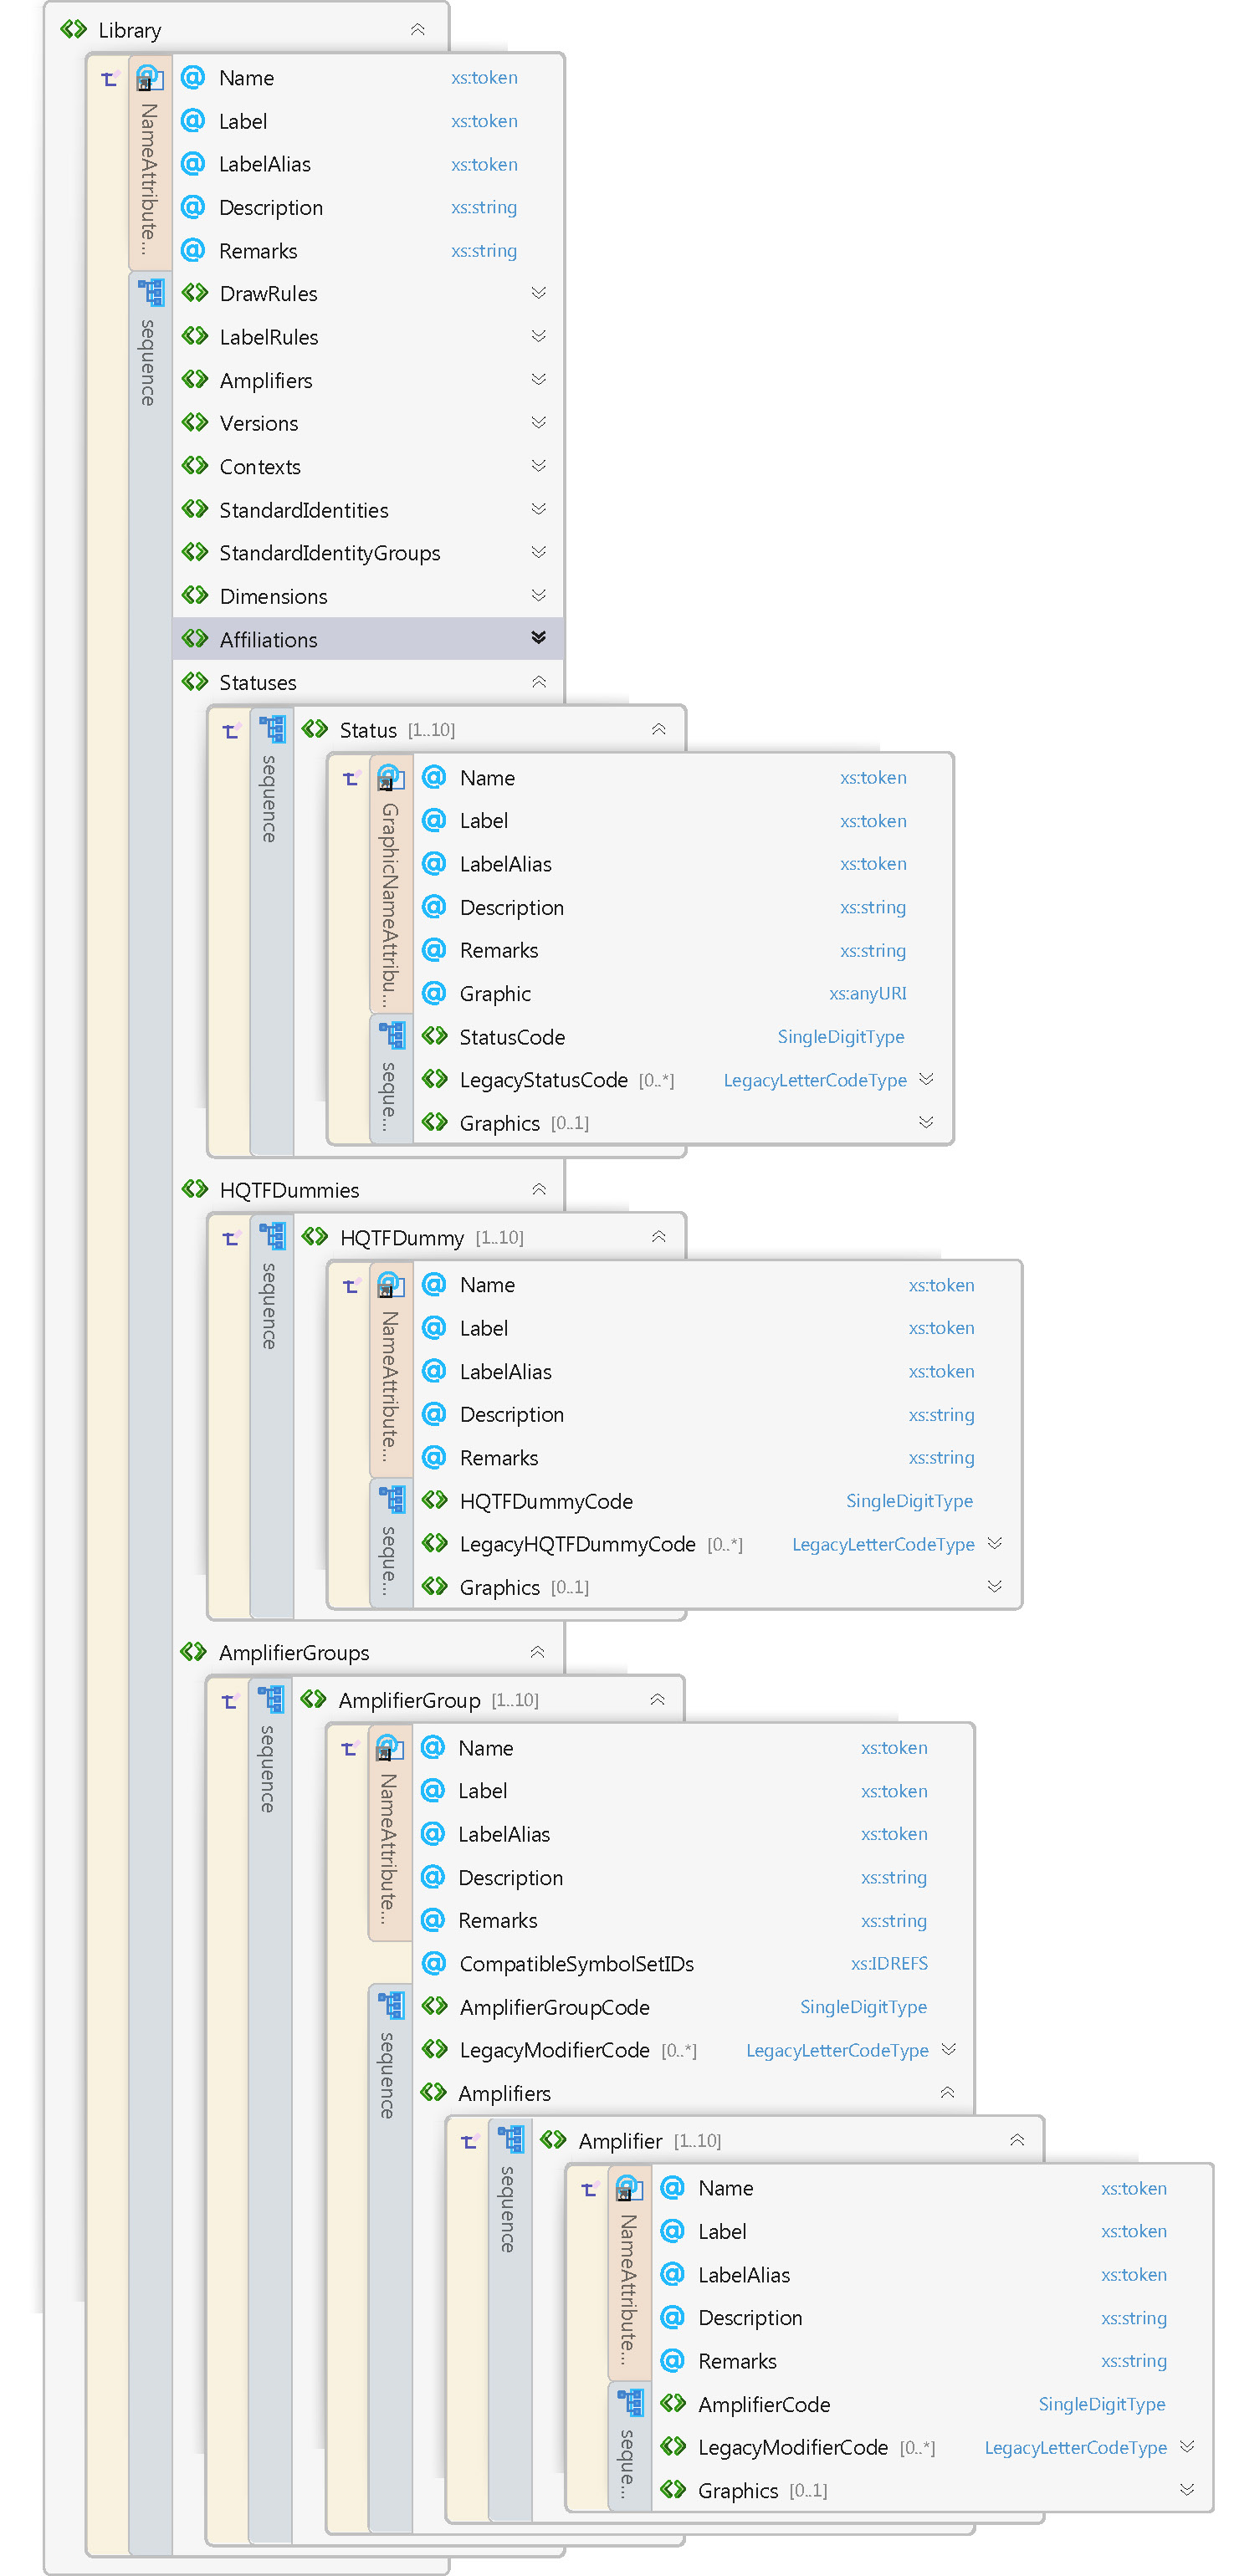 Library
NameAttribute...
Name xs:token
Label xs:token
LabelAlias xs:token
Description xs:string
Remarks xs:string
sequence
DrawRules
LabelRules
Amplifiers
Versions
Contexts
StandardIdentities
StandardIdentityGroups
Dimensions
Affiliations
Statuses
sequence
Status [1..10]
GraphicNameAttribu...
Name xs:token
Label xs:token
LabelAlias xs:token
Description xs:string
Remarks xs:string
Graphic xs:anyURI
seque...
StatusCode SingleDigitType
LegacyStatusCode [0..*] LegacyLetterCodeType
Graphics [0..1]
HQTFDummies
sequence
HQTFDummy [1..10]
NameAttribute...
Name xs:token
Label xs:token
LabelAlias xs:token
Description xs:string
Remarks xs:string
seque...
HQTFDummyCode SingleDigitType
LegacyHQTFDummyCode [0..*] LegacyLetterCodeType
Graphics [0..1]
AmplifierGroups
sequence
AmplifierGroup [1..10]
NameAttribute...
Name xs:token
Label xs:token
LabelAlias xs:token
Description xs:string
Remarks xs:string
CompatibleSymbolSetIDs xs:IDREFS
sequence
AmplifierGroupCode SingleDigitType
LegacyModifierCode [0..*] LegacyLetterCodeType
Amplifiers
sequence
Amplifier [1..10]
NameAttribute...
Name xs:token
Label xs:token
LabelAlias xs:token
Description xs:string
Remarks xs:string
seque...
AmplifierCode SingleDigitType
LegacyModifierCode [0..*] LegacyLetterCodeType
Graphics [0..1]